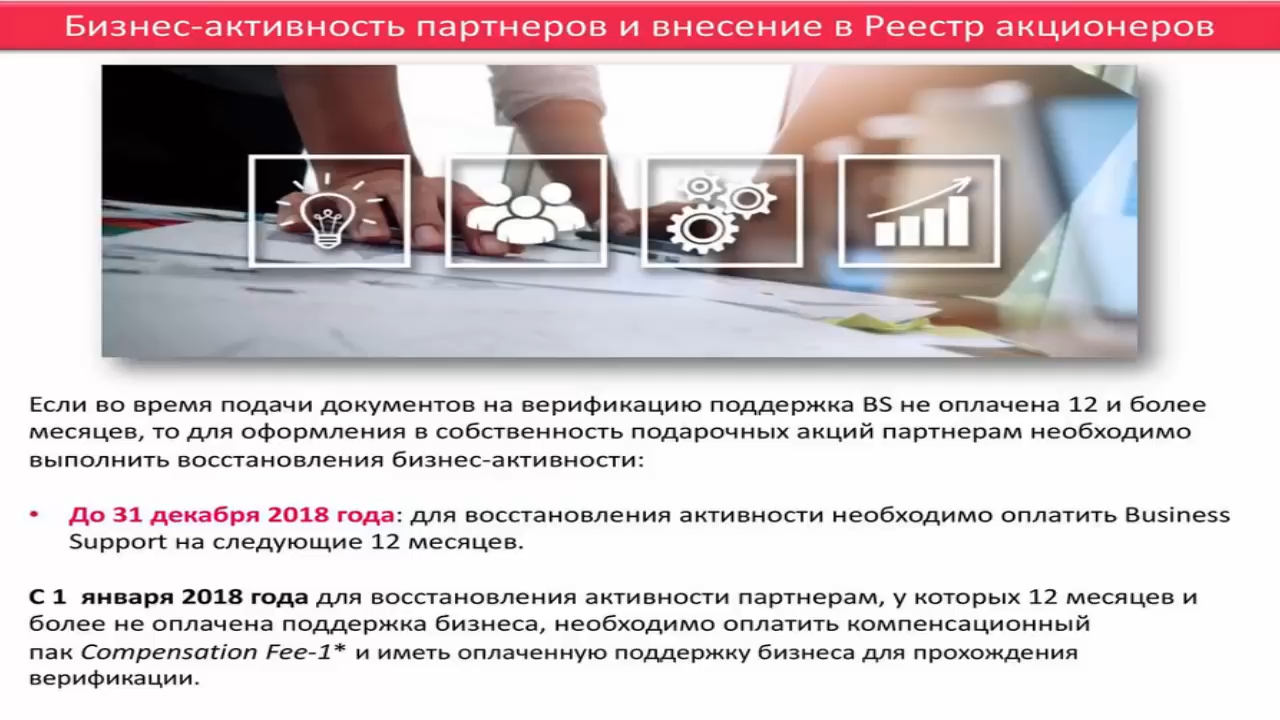 Бизнес-активность партнеров и внесение в Реестр акционеров
Если во время подачи документов на верификацию поддержка BS не оплачена 12 и более
месяцев, то для оформления в собственность подарочных акций партнерам необходимо
выполнить восстановления бизнес-активности:
• До 31 декабря 2018 года: для восстановления активности необходимо оплатить Business
Support на следующие 12 месяцев.
С 1 января 2018 года для восстановления активности партнерам, у которых 12 месяцев и
более не оплачена поддержка бизнеса, необходимо оплатить компенсационный
пак Compensation Fee-1* и иметь оплаченную поддержку бизнеса для прохождения
верификации.